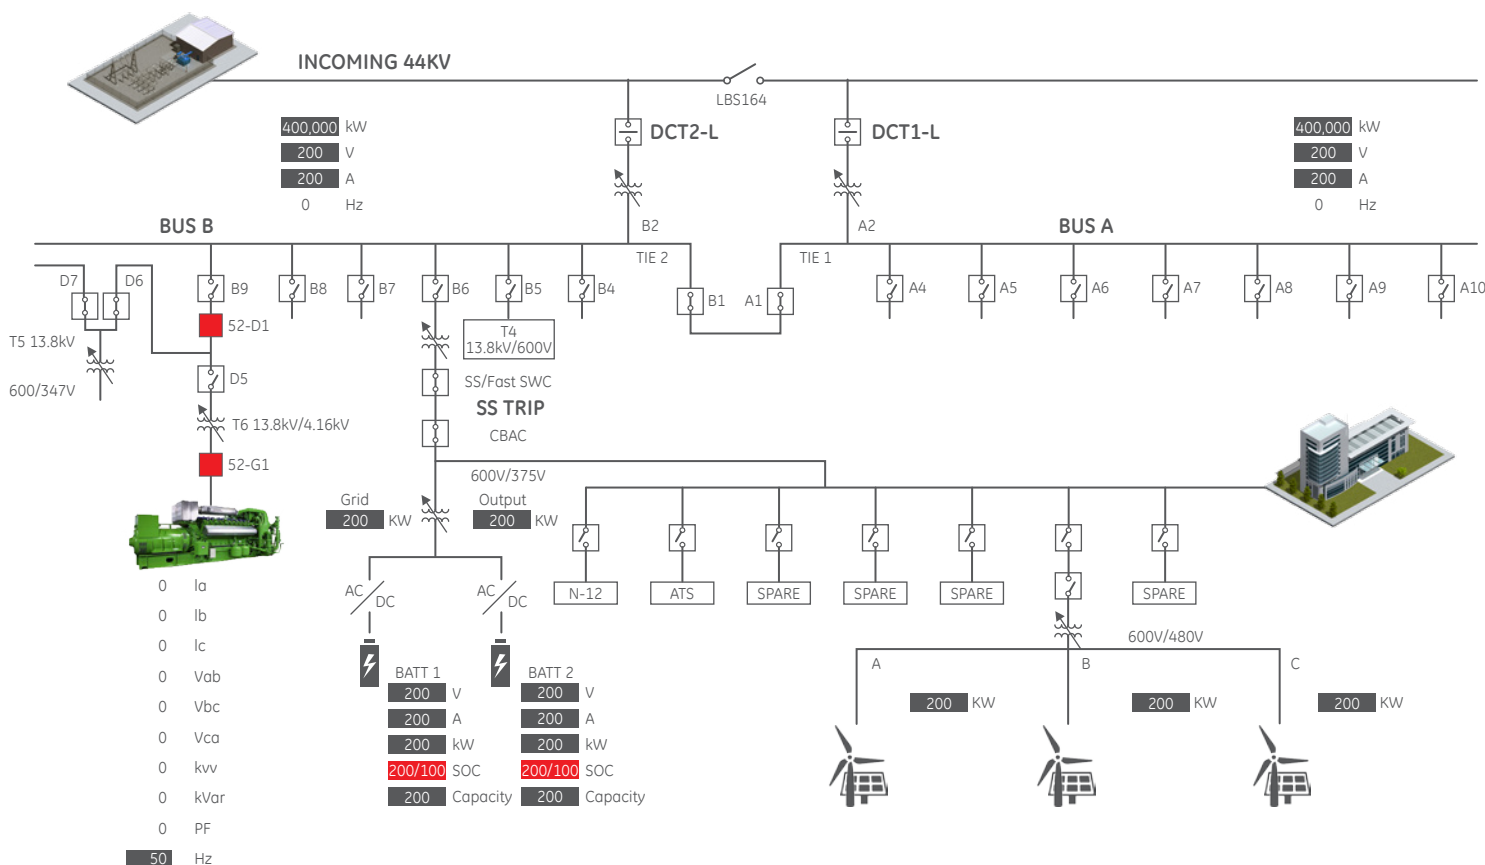 INCOMING 44KV
LBS164
DCT2-L
DCT1-L
400,000 kW
200 V
200 A
0 Hz
400,000 kW
200 V
200 A
0 Hz
BUS B
B2
A2
BUS A
TIE 2
TIE 1
D7
D6
B9
B8
B7
B6
B5
B4
B1
A1
A4
A5
A6
A7
A8
A9
A10
52-D1
T5 13.8kV
T4
13.8kV/600V
600/347V
D5
SS/Fast SWC
SS TRIP
CBAC
T6 13.8kV/4.16kV
52-G1
600V/375V
Grid
200 KW
Output
200 KW
AC
DC
AC
DC
N-12
ATS
SPARE
SPARE
SPARE
SPARE
600V/480V
A
B
C
200 KW
200 KW
200 KW
0 Ia
0 Ib
0 Ic
0 Vab
0 Vbc
0 Vca
0 kvv
0 kVar
0 PF
50 Hz
BATT 1
200 V
200 A
200 kW
200/100 SOC
200 Capacity
BATT 2
200 V
200 A
200 kW
200/100 SOC
200 Capacity